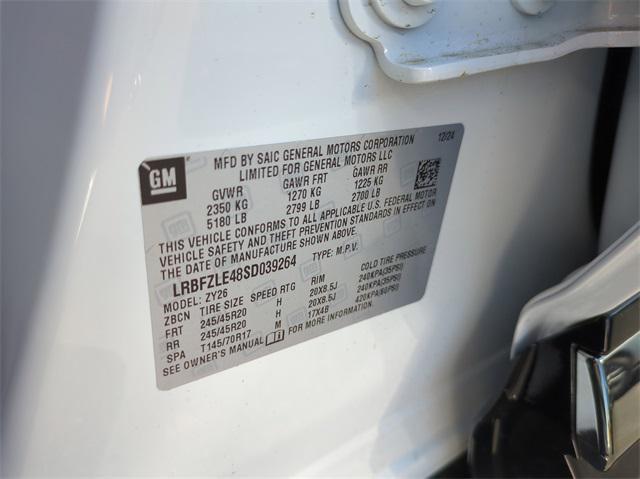 12/24
GM
MFD BY SAIC GENERAL MOTORS CORPORATION
LIMITED FOR GENERAL MOTORS LLC
GVWR GAWR FRT GAWR RR
2350 KG 1270 KG 1225 KG
5180 LB 2799 LB 2700 LB
THIS VEHICLE CONFORMS TO ALL APPLICABLE U.S. FEDERAL MOTOR
VEHICLE SAFETY AND THEFT PREVENTION STANDARDS IN EFFECT ON
THE DATE OF MANUFACTURE SHOWN ABOVE.
LRBFZLE48SD039264 TYPE: M.P.V.
MODEL: ZY26
ZBCN TIRE SIZE SPEED RTG RIM COLD TIRE PRESSURE
FRT 245/45R20 H 20X8.5J 240KPA(35PSI)
RR 245/45R20 H 20X8.5J 240KPA(35PSI)
SPA T145/70R17 M 17X4B 420KPA(60PSI)
SEE OWNER'S MANUAL